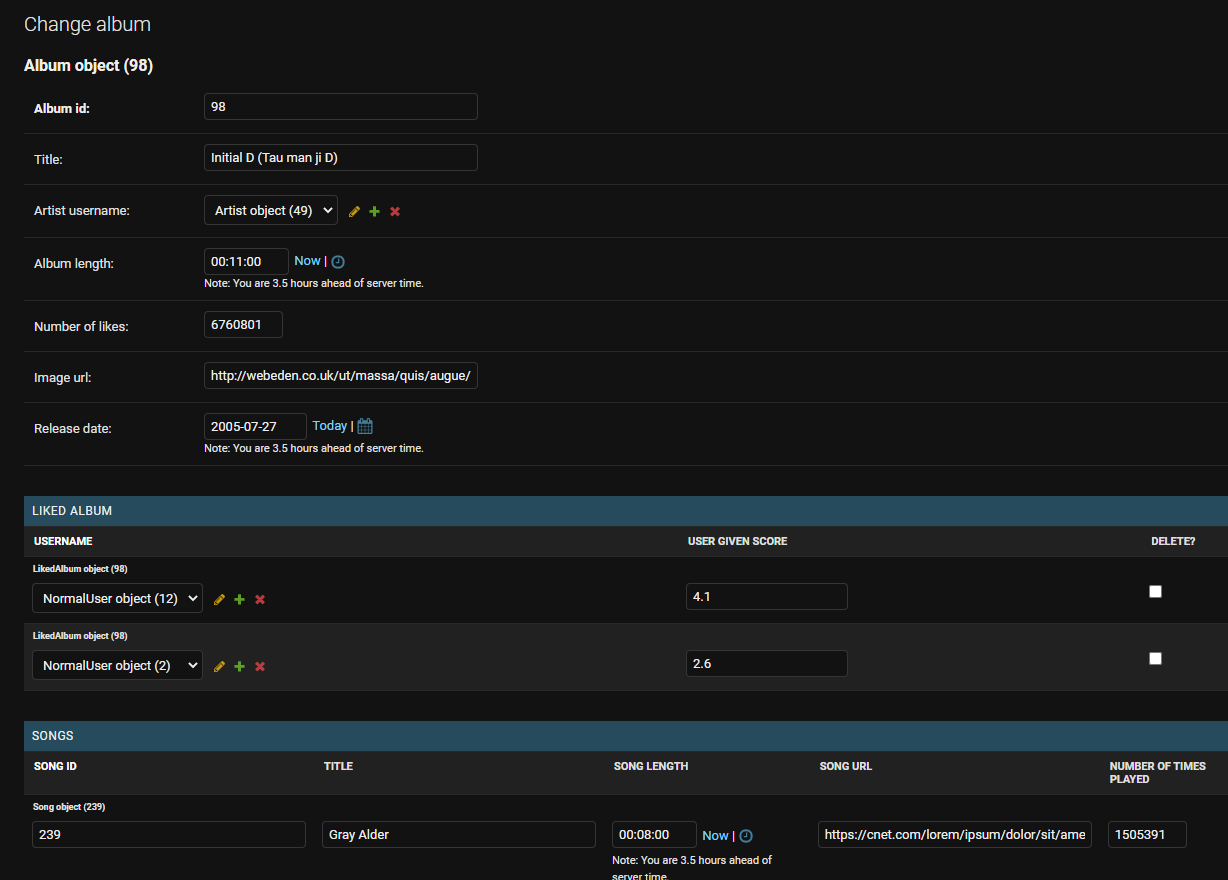 Change album
Album object (98)
Album id:
98
Title:
Initial D (Tau man ji D)
Artist username:
Artist object (49)
Album length:
00:11:00
Now |
Note: You are 3.5 hours ahead of server time.
Number of likes:
6760801
Image url:
http://webeden.co.uk/ut/massa/quis/augue/
Release date:
2005-07-27
Today |
Note: You are 3.5 hours ahead of server time.
LIKED ALBUM
USERNAME USER GIVEN SCORE DELETE?
LikedAlbum object (98)
NormalUser object (12) 4.1
LikedAlbum object (98)
NormalUser object (2) 2.6
SONGS
SONG ID TITLE SONG LENGTH SONG URL NUMBER OF TIMES
PLAYED
Song object (239)
239 Gray Alder 00:08:00 Now | https://cnet.com/lorem/ipsum/dolor/sit/ame 1505391
Note: You are 3.5 hours ahead of
server time.